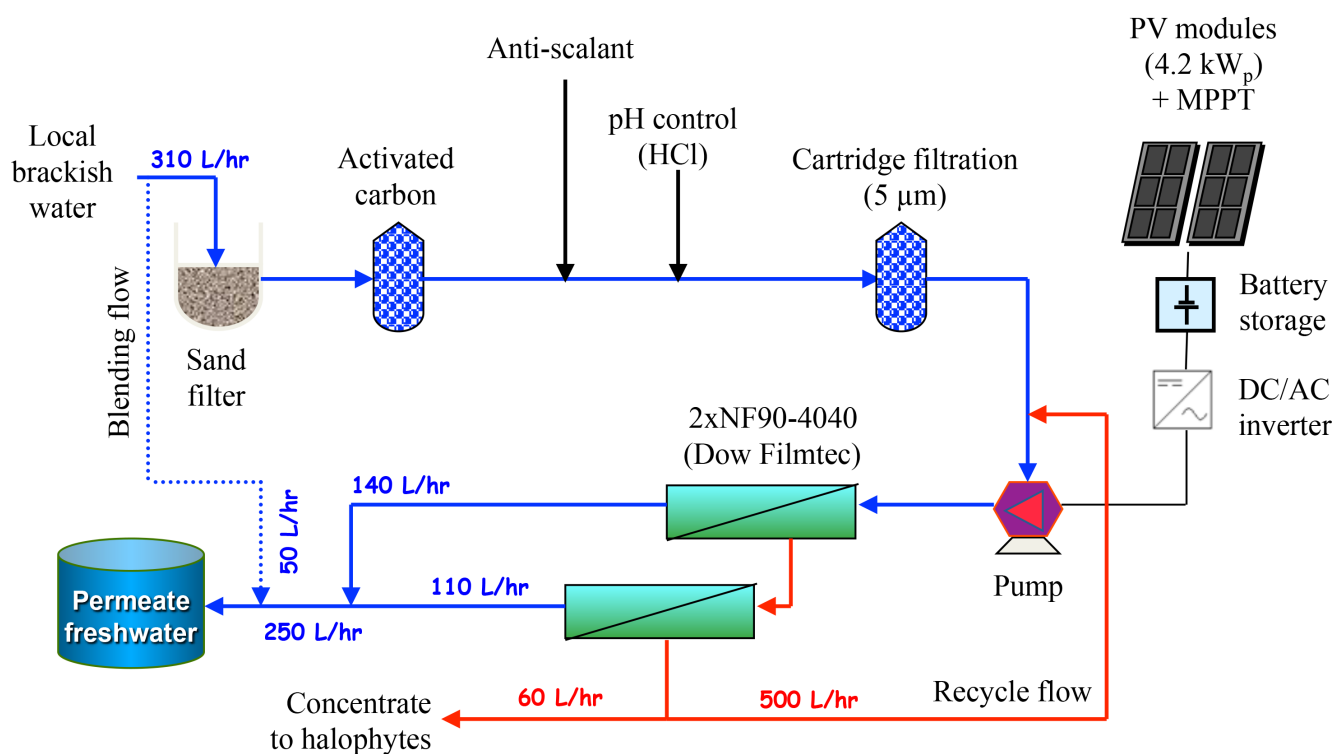 Anti-scalant
PV modules
(4.2 kWp)
+ MPPT
pH control
(HCl)
Local
brackish
water
310 L/hr
Activated
carbon
Cartridge filtration
(5 µm)
Blending flow
Sand
filter
Battery
storage
DC/AC
inverter
2xNF90-4040
(Dow Filmtec)
140 L/hr
50 L/hr
110 L/hr
Pump
Permeate
freshwater
250 L/hr
60 L/hr
500 L/hr
Recycle flow
Concentrate
to halophytes